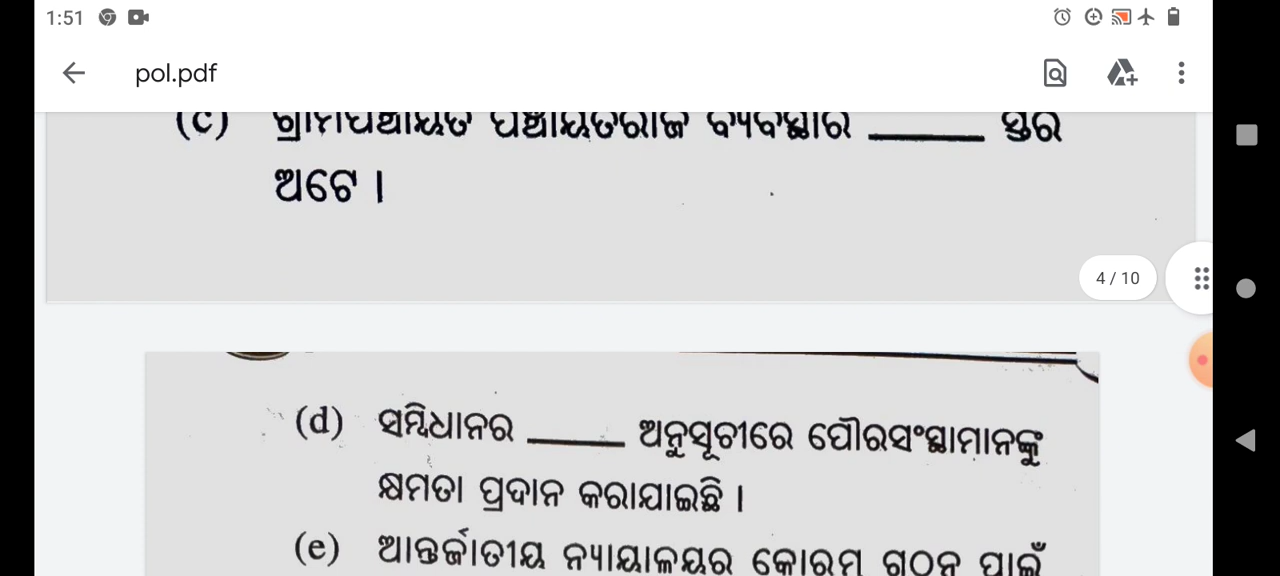 1:51
pol.pdf
(c) ଗ୍ରାମପଞ୍ଚାୟତ ପଞ୍ଚାୟତରାଜ ବ୍ୟବସ୍ଥାର ______ ସ୍ତର
ଅଟେ ।
4 / 10
(d) ସମ୍ବିଧାନର ______ ଅନୁସୂଚୀରେ ପୌରସଂସ୍ଥାମାନଙ୍କୁ
କ୍ଷମତା ପ୍ରଦାନ କରାଯାଇଛି ।
(e) ଆନ୍ତର୍ଜାତୀୟ ନ୍ୟାୟାଳୟର କୋରମ୍ ଗଠନ ପାଇଁ